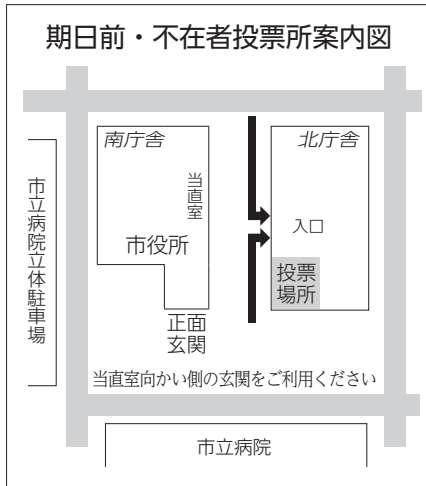 期日前・不在者投票所案内図
南庁舎
北庁舎
当直室
市立病院立体駐車場
入口
市役所
投票
場所
正面
玄関
当直室向かい側の玄関をご利用ください
市立病院